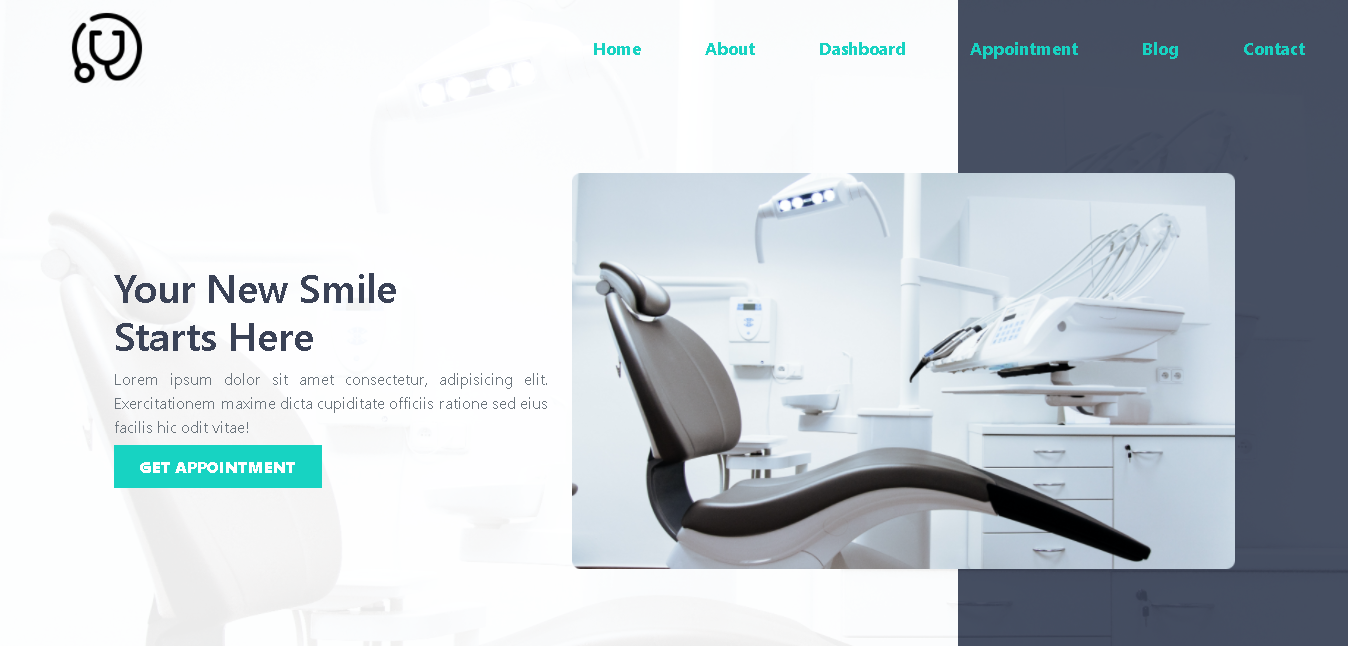 Home About Dashboard Appointment Blog Contact
Your New Smile
Starts Here
Lorem ipsum dolor sit amet consectetur, adipisicing elit.
Exercitationem maxime dicta cupiditate officiis ratione sed eius
facilis hic odit vitae!
GET APPOINTMENT